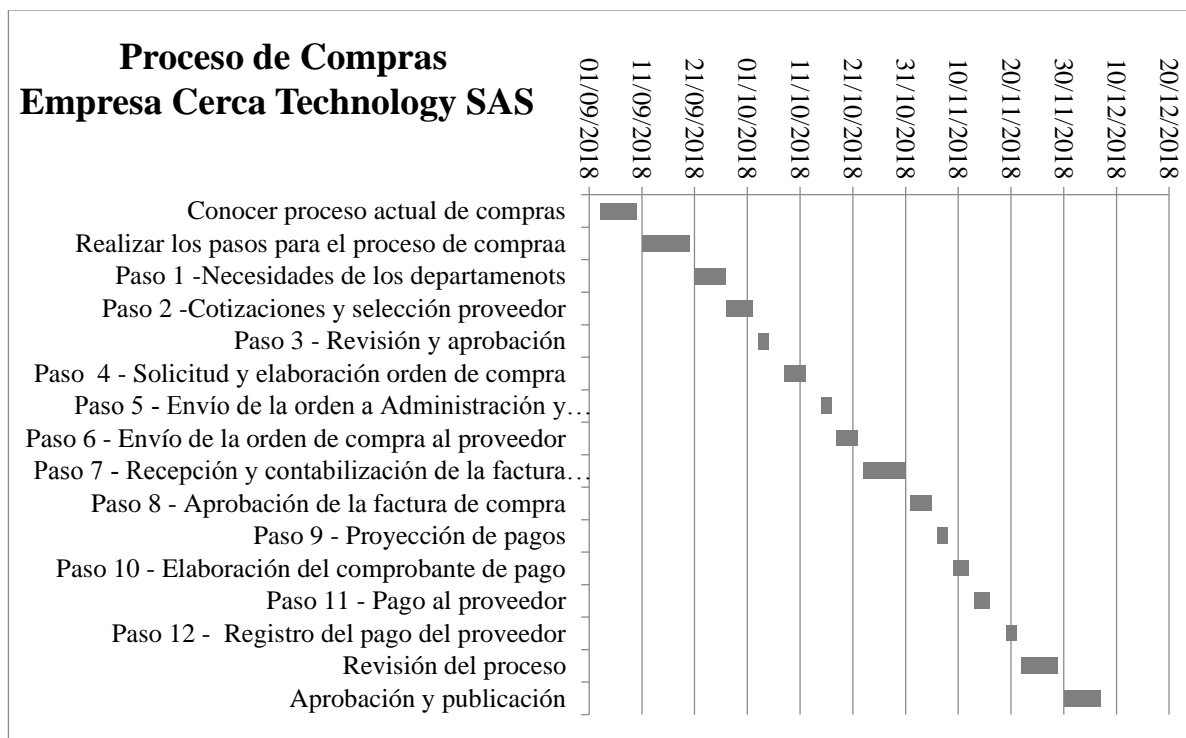 Proceso de Compras
Empresa Cerca Technology SAS
01/09/2018
11/09/2018
21/09/2018
01/10/2018
11/10/2018
21/10/2018
31/10/2018
10/11/2018
20/11/2018
30/11/2018
10/12/2018
20/12/2018
Conocer proceso actual de compras
Realizar los pasos para el proceso de compraa
Paso 1 -Necesidades de los departamenots
Paso 2 -Cotizaciones y selección proveedor
Paso 3 - Revisión y aprobación
Paso  4 - Solicitud y elaboración orden de compra
Paso 5 - Envío de la orden a Administración y…
Paso 6 - Envío de la orden de compra al proveedor
Paso 7 - Recepción y contabilización de la factura…
Paso 8 - Aprobación de la factura de compra
Paso 9 - Proyección de pagos
Paso 10 - Elaboración del comprobante de pago
Paso 11 - Pago al proveedor
Paso 12 -  Registro del pago del proveedor
Revisión del proceso
Aprobación y publicación